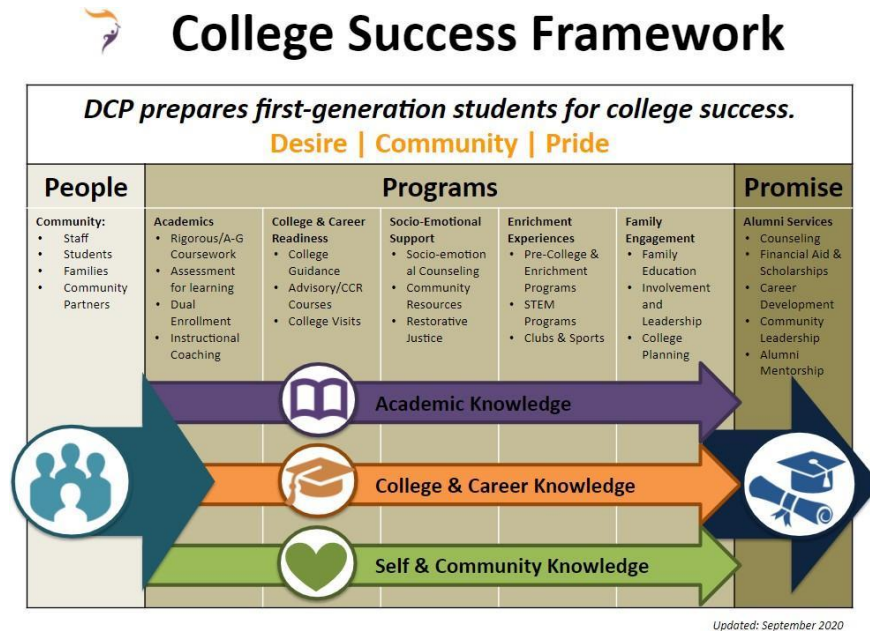 College Success Framework
DCP prepares first-generation students for college success.
Desire | Community | Pride
People
Programs
Promise
Community:
• Staff
• Students
• Families
• Community
Partners
Academics
• Rigorous/A-G
Coursework
• Assessment
for learning
• Dual
Enrollment
• Instructional
Coaching
College & Career
Readiness
• College
Guidance
• Advisory/CCR
Courses
• College Visits
Socio-Emotional
Support
• Socio-emotion
al Counseling
• Community
Resources
• Restorative
Justice
Enrichment
Experiences
• Pre-College &
Enrichment
Programs
• STEM
Programs
• Clubs & Sports
Family
Engagement
• Family
Education
• Involvement
and
Leadership
• College
Planning
Alumni Services
• Counseling
• Financial Aid &
Scholarships
• Career
Development
• Community
Leadership
• Alumni
Mentorship
Academic Knowledge
College & Career Knowledge
Self & Community Knowledge
Updated: September 2020